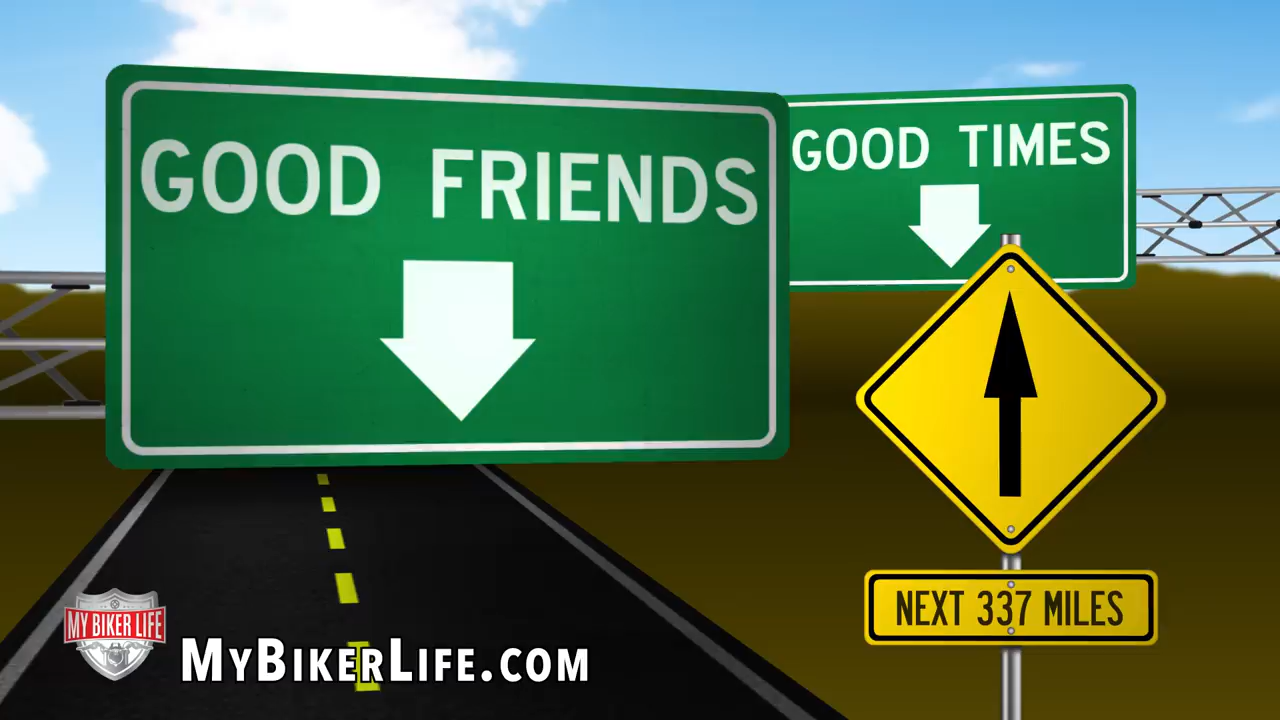 GOOD FRIENDS
GOOD TIMES
NEXT 337 MILES
MY BIKER LIFE
MYBIKERLIFE.COM